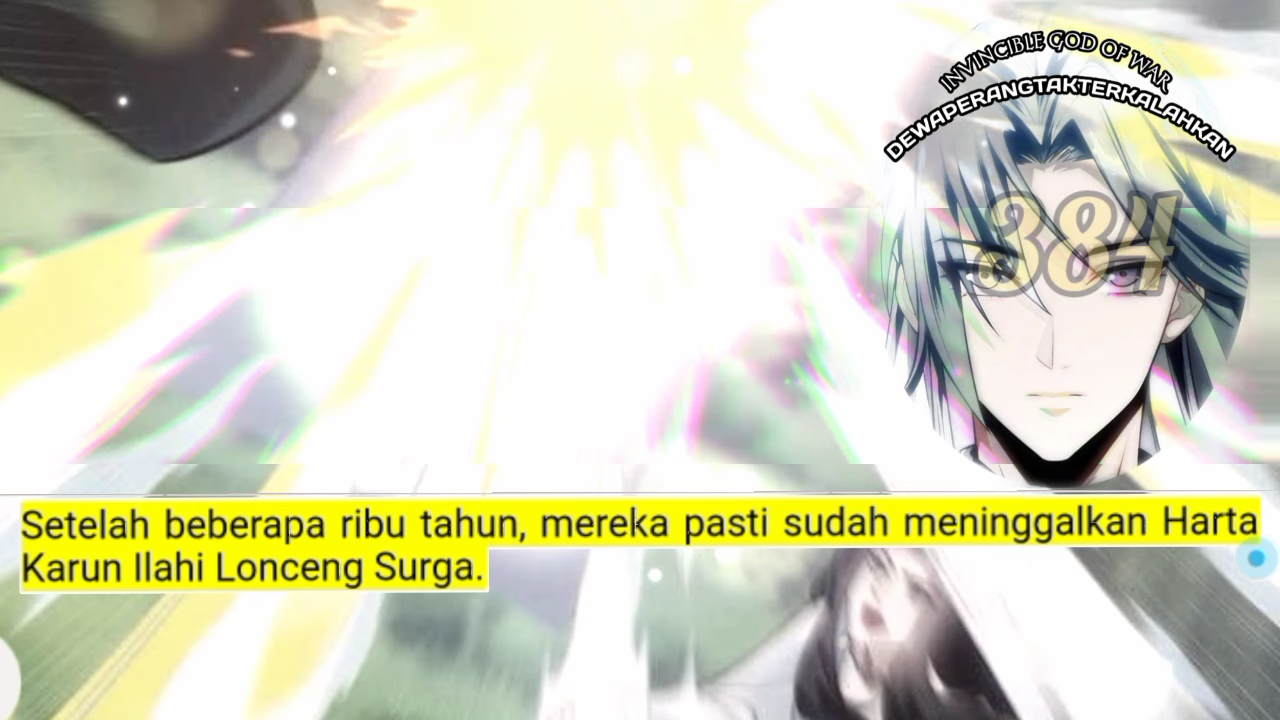 INVINCIBLE GOD OF WAR
DEWAPERANGTAKTERKALAHKAN
384
Setelah beberapa ribu tahun, mereka pasti sudah meninggalkan Harta
Karun Ilahi Lonceng Surga.